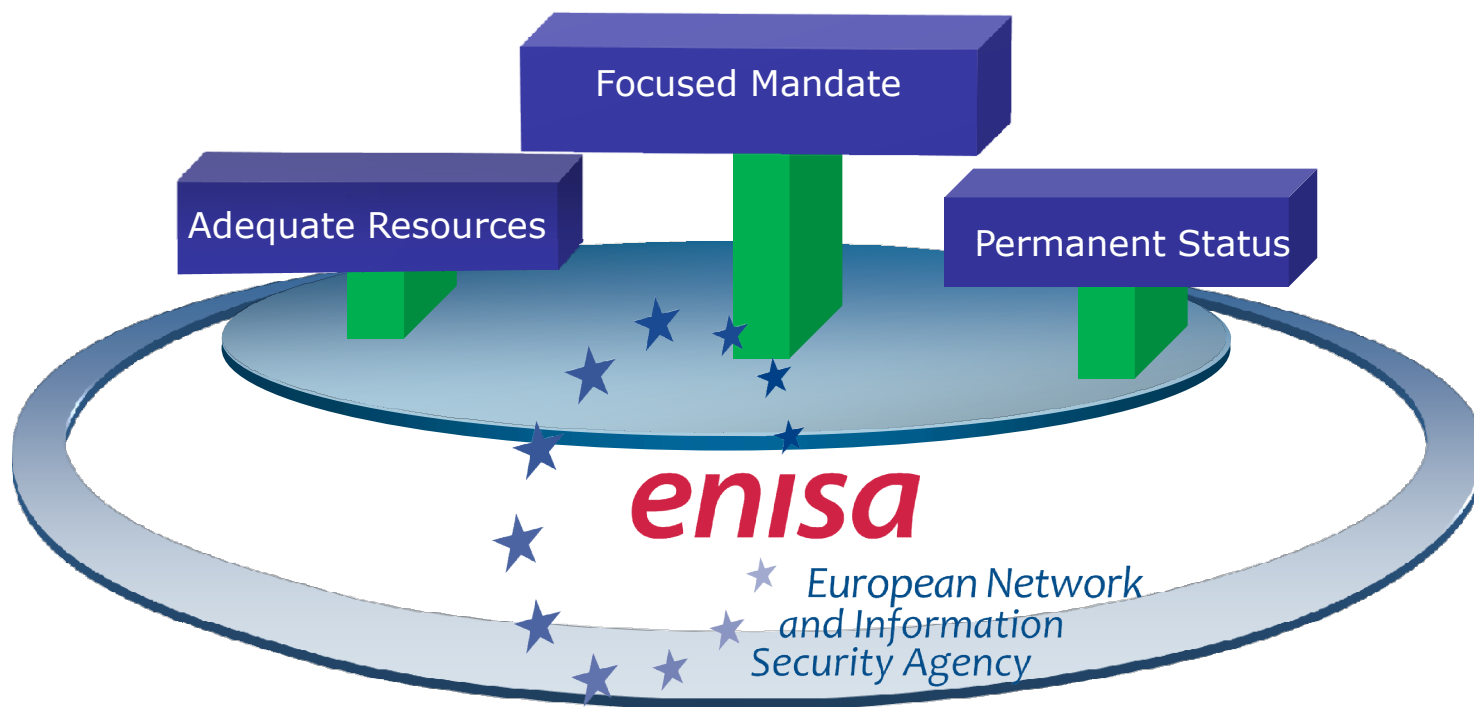 Focused Mandate
Adequate Resources
Permanent Status
enisa
European Network
and Information
Security Agency